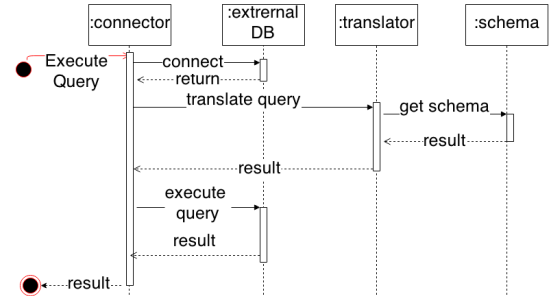 :connector
:extrernal
DB
:translator
:schema
Execute
Query
connect
return
translate query
get schema
result
result
execute
query
result
result